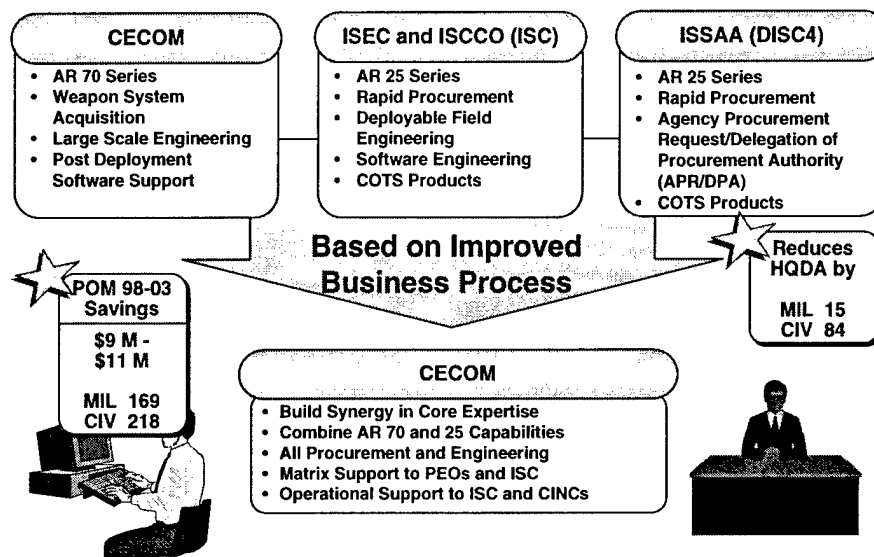 CECOM
• AR 70 Series
• Weapon System
Acquisition
• Large Scale Engineering
• Post Deployment
Software Support
ISEC and ISCCO (ISC)
• AR 25 Series
• Rapid Procurement
• Deployable Field
Engineering
• Software Engineering
• COTS Products
ISSAA (DISC4)
• AR 25 Series
• Rapid Procurement
• Agency Procurement
Request/Delegation of
Procurement Authority
(APR/DPA)
• COTS Products
Based on Improved
Business Process
POM 98-03
Savings
$9 M -
$11 M
MIL 169
CIV 218
Reduces
HQDA by
MIL 15
CIV 84
CECOM
• Build Synergy in Core Expertise
• Combine AR 70 and 25 Capabilities
• All Procurement and Engineering
• Matrix Support to PEOs and ISC
• Operational Support to ISC and CINCs